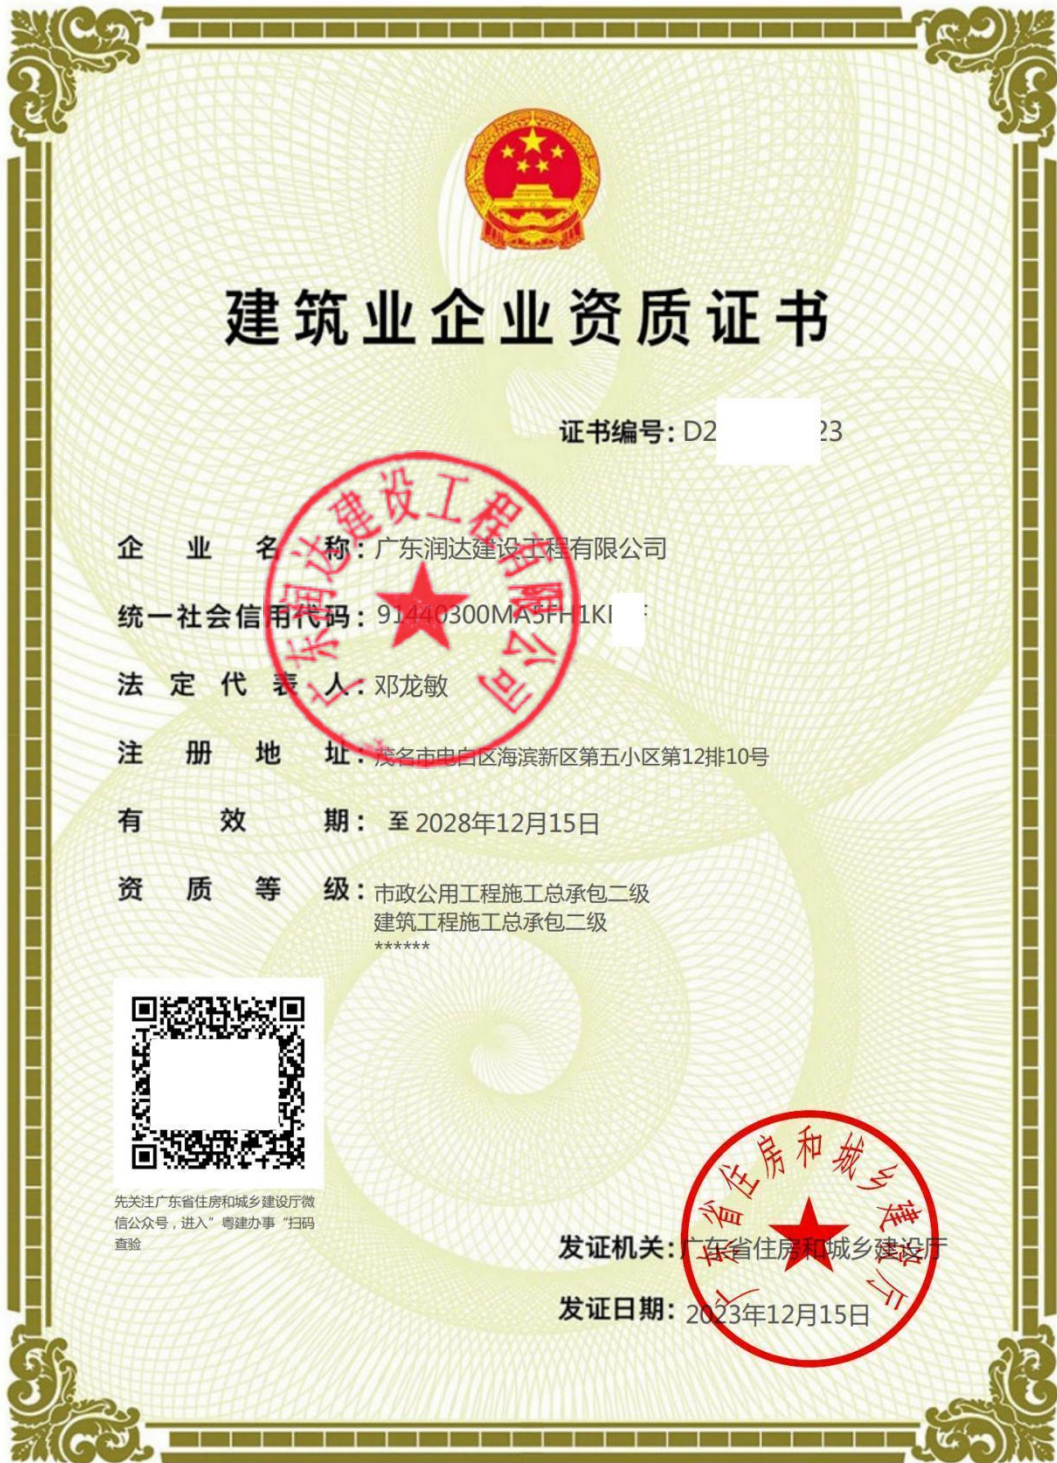 建筑业企业资质证书
证书编号: D2 23
企业名称: 广东润达建设工程有限公司
统一社会信用代码: 91440300MA5FH1K
法定代表人: 邓龙敏
注册地址: 茂名市电白区海滨新区第五小区第12排10号
有效期: 至 2028年12月15日
资质等级: 市政公用工程施工总承包二级
建筑工程施工总承包二级
******
广东润达建设工程有限公司
先关注广东省住房和城乡建设厅微
信公众号，进入”粤建办事“扫码
查验
发证机关: 广东省住房和城乡建设厅
发证日期: 2023年12月15日
广东省住房和城乡建设厅